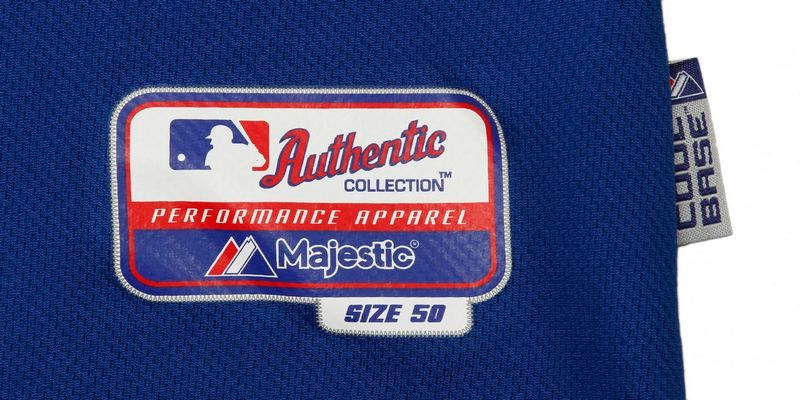 Authentic
COLLECTION™
PERFORMANCE APPAREL
Majestic®
SIZE 50
COOL
BASE